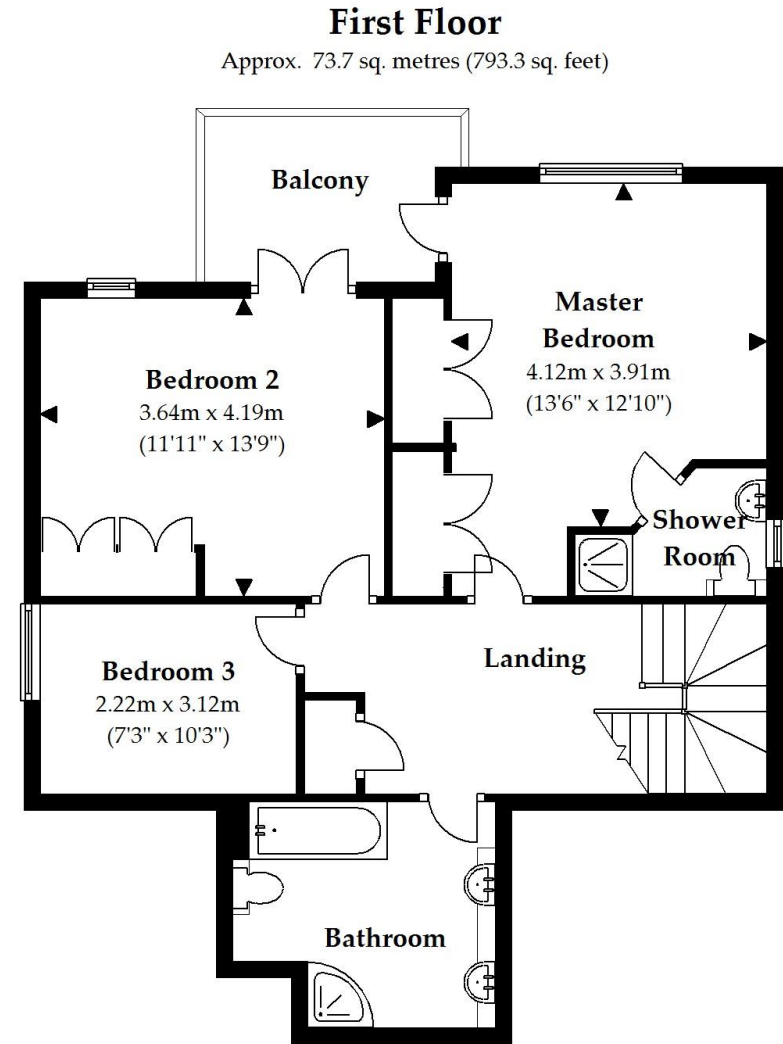 First Floor
Approx. 73.7 sq. metres (793.3 sq. feet)
Balcony
Master
Bedroom
4.12m x 3.91m
(13'6" x 12'10")
Bedroom 2
3.64m x 4.19m
(11'11" x 13'9")
Shower
Room
Landing
Bedroom 3
2.22m x 3.12m
(7'3" x 10'3")
Bathroom